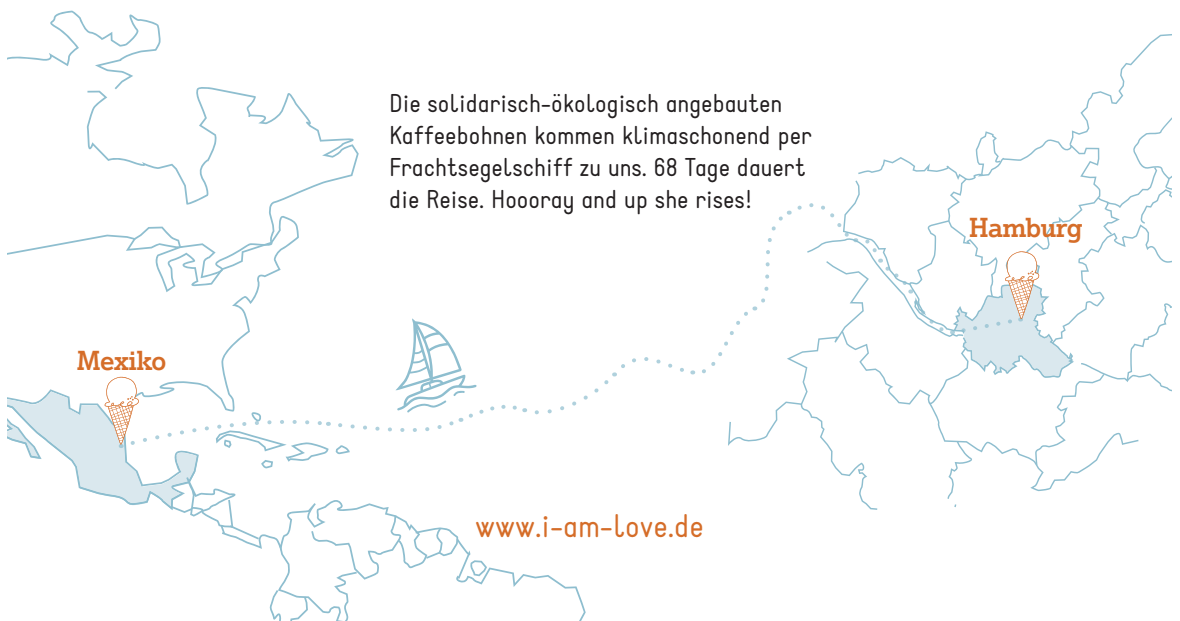 Die solidarisch-ökologisch angebauten
Kaffeebohnen kommen klimaschonend per
Frachtsegelschiff zu uns. 68 Tage dauert
die Reise. Hoooray and up she rises!
Hamburg
Mexiko
www.i-am-love.de